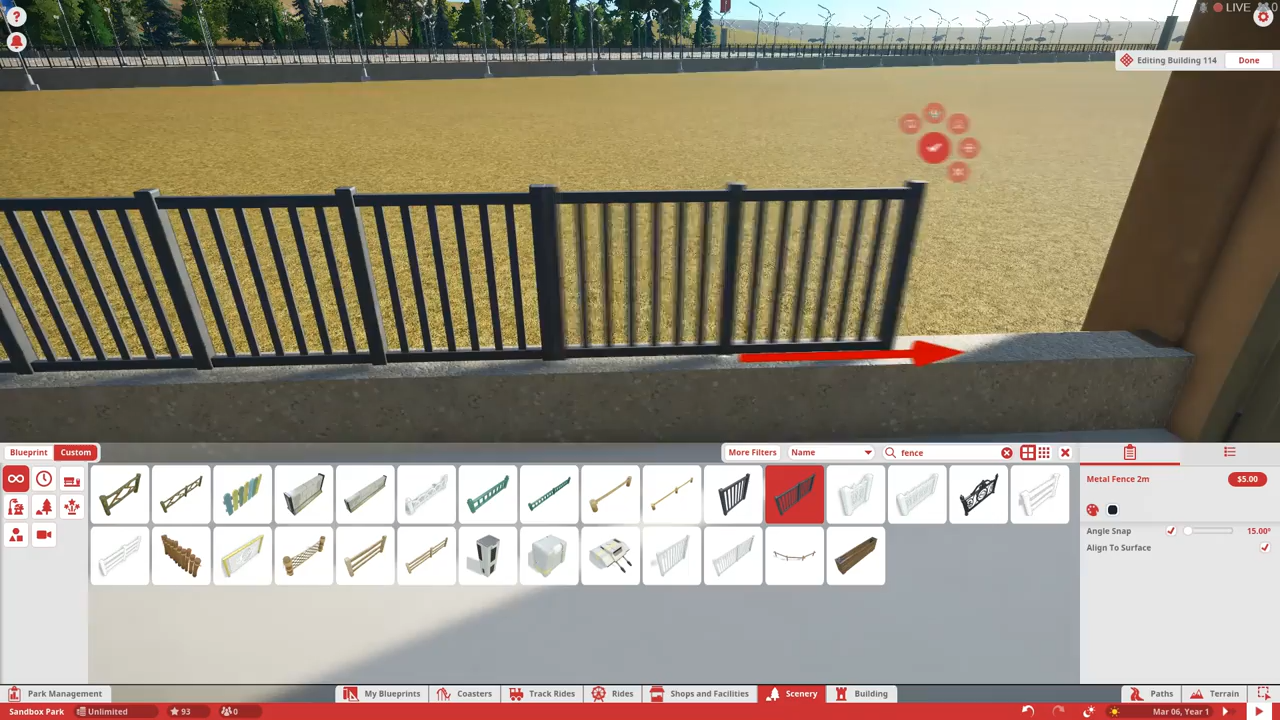 ? LIVE 0
Editing Building 114 Done
Blueprint Custom More Filters Name fence
Metal Fence 2m $5.00
Angle Snap 15.00°
Align To Surface
Park Management My Blueprints Coasters Track Rides Rides Shops and Facilities Scenery Building Paths Terrain
Sandbox Park Unlimited 93 0 Mar 06, Year 1